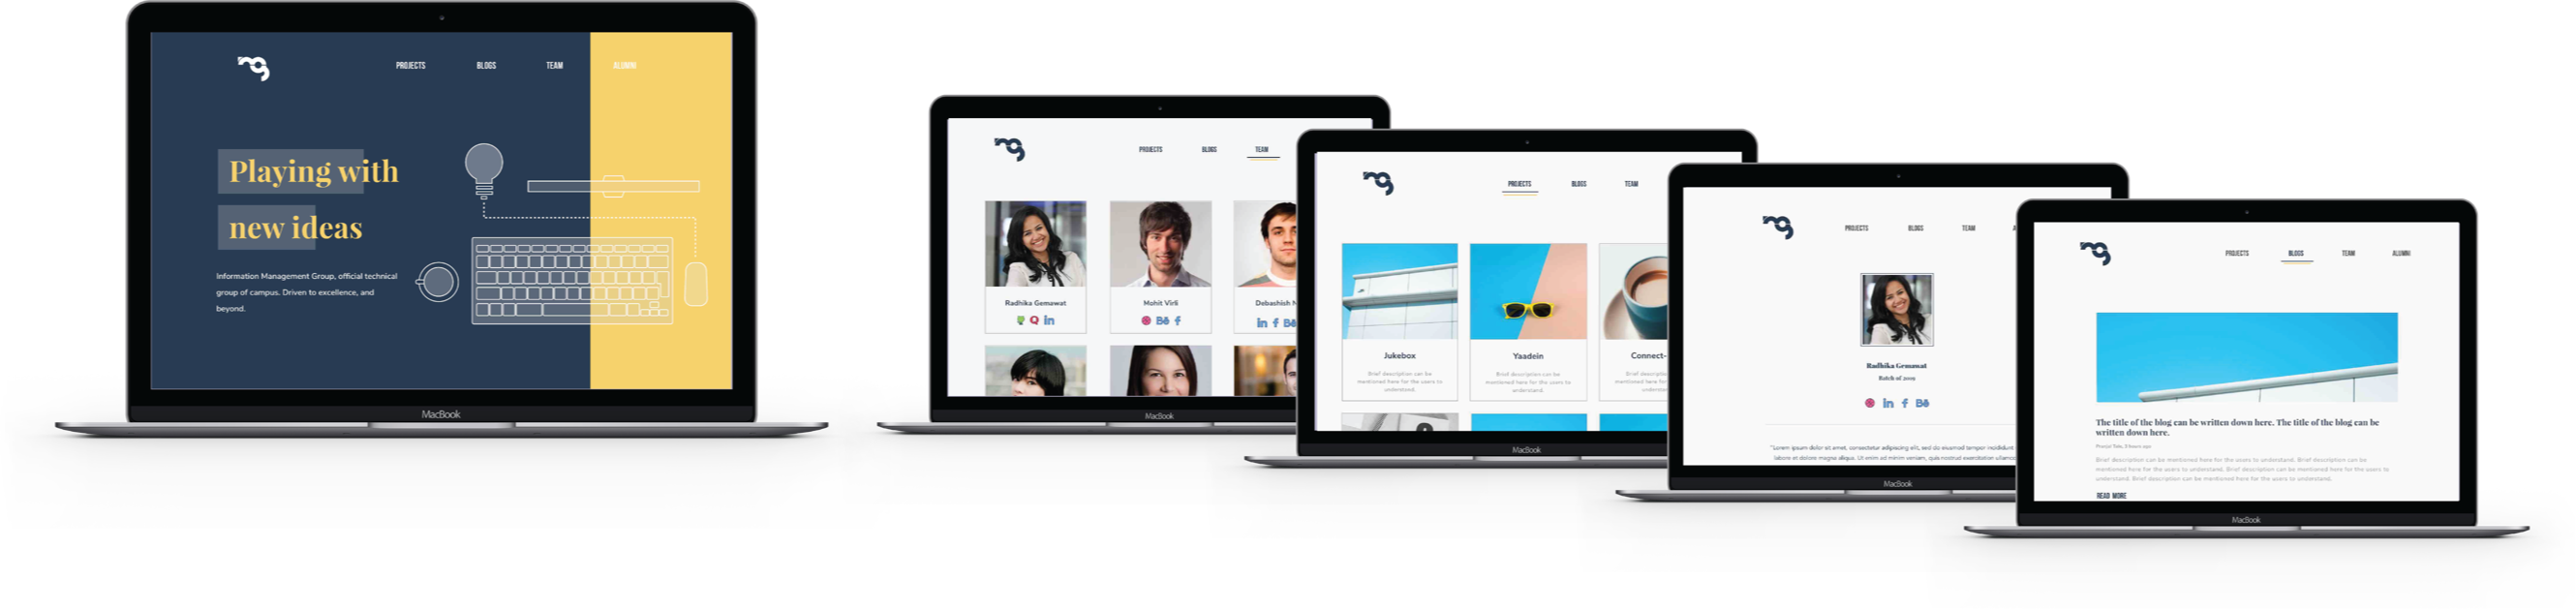 PROJECTS BLOGS TEAM ALUMNI
Playing with
new ideas
Information Management Group, official technical
group of campus. Driven to excellence, and
beyond.
MacBook
PROJECTS BLOGS TEAM
Radhika Gemawat Mohit Virli Debashish
MacBook
PROJECTS BLOGS TEAM
Jukebox Yaadein Connect-
Brief description can be
mentioned here for the users to
understand.
Brief description can be
mentioned here for the users to
understand.
MacBook
PROJECTS BLOGS TEAM
Radhika Gemawat
Batch of 2019
"Lorem ipsum dolor sit amet, consectetur adipiscing elit, sed do eiusmod tempor incididunt
labore et dolore magna aliqua. Ut enim ad minim veniam, quis nostrud exercitation ullamco
MacBook
PROJECTS BLOGS TEAM ALUMNI
The title of the blog can be written down here. The title of the blog can be
written down here.
Brief description can be mentioned here for the users to understand. Brief description can be
mentioned here for the users to understand. Brief description can be mentioned here for the users to
understand. Brief description can be mentioned here for the users to understand.
READ MORE
MacBook